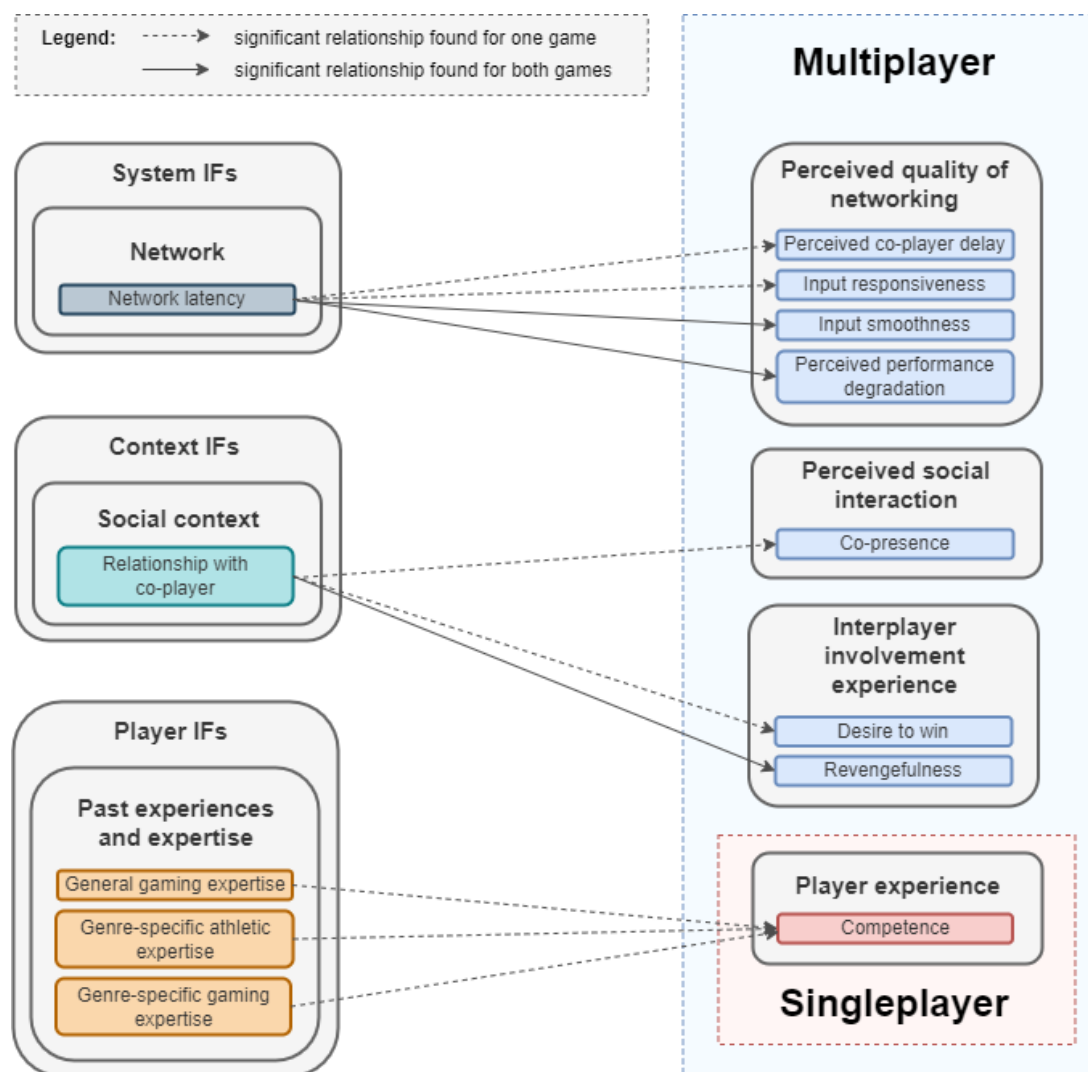 Legend:
significant relationship found for one game
significant relationship found for both games
Multiplayer
System IFs
Network
Network latency
Perceived quality of
networking
Perceived co-player delay
Input responsiveness
Input smoothness
Perceived performance
degradation
Context IFs
Social context
Relationship with
co-player
Perceived social
interaction
Co-presence
Interplayer
involvement
experience
Desire to win
Revengefulness
Player IFs
Past experiences
and expertise
General gaming expertise
Genre-specific athletic
expertise
Genre-specific gaming
expertise
Player experience
Competence
Singleplayer